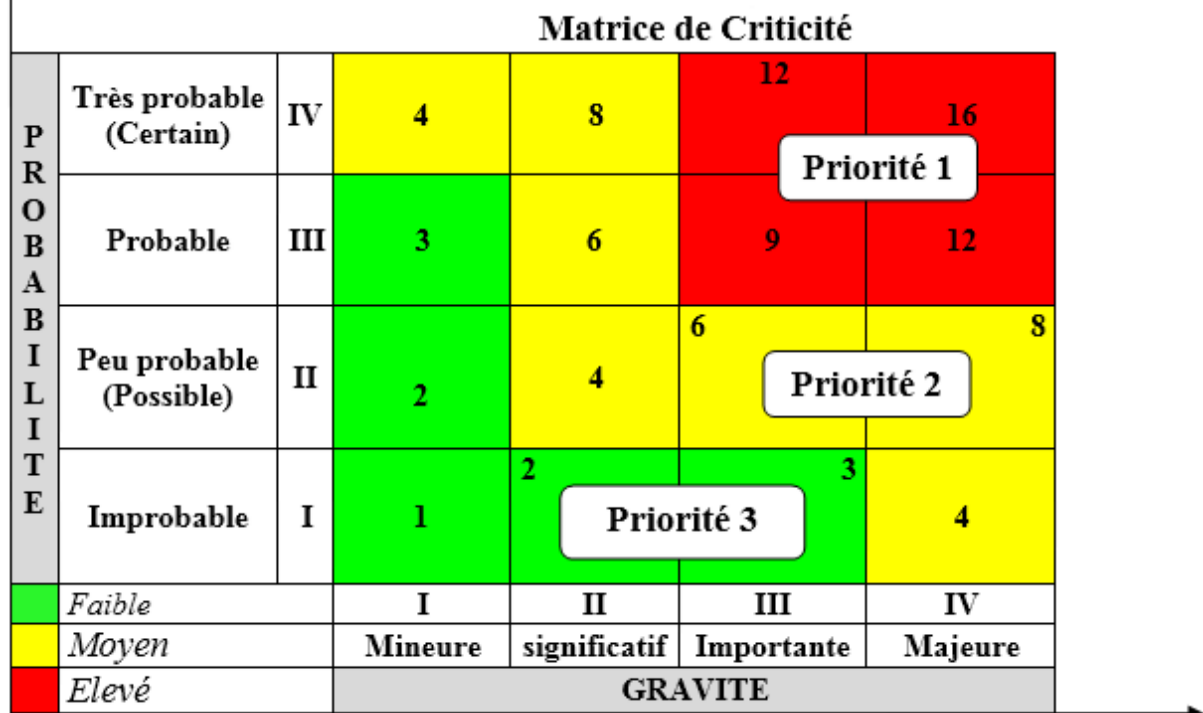 Matrice de Criticité
PROBABILITE
Très probable (Certain) IV 4 8 12 16
Priorité 1
Probable III 3 6 9 12
Peu probable (Possible) II 2 4 6 8
Priorité 2
Improbable I 1 2 3 4
Priorité 3
Faible I II III IV
Moyen Mineure significatif Importante Majeure
Elevé GRAVITE